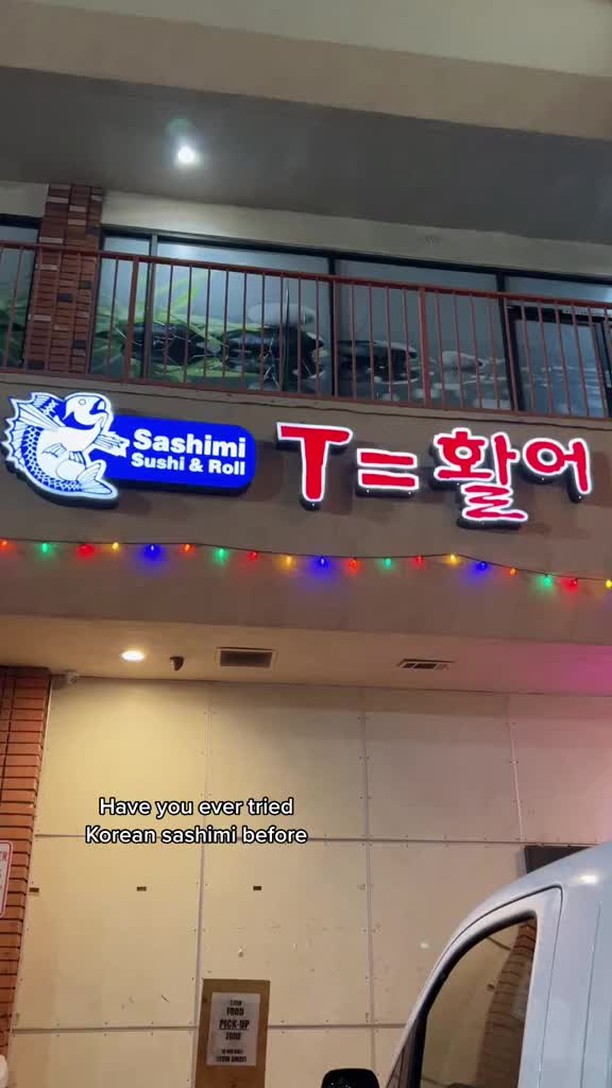 Sashimi
Sushi & Roll
T= 활어
Have you ever tried
Korean sashimi before
FOOD
PICK-UP
ZONE